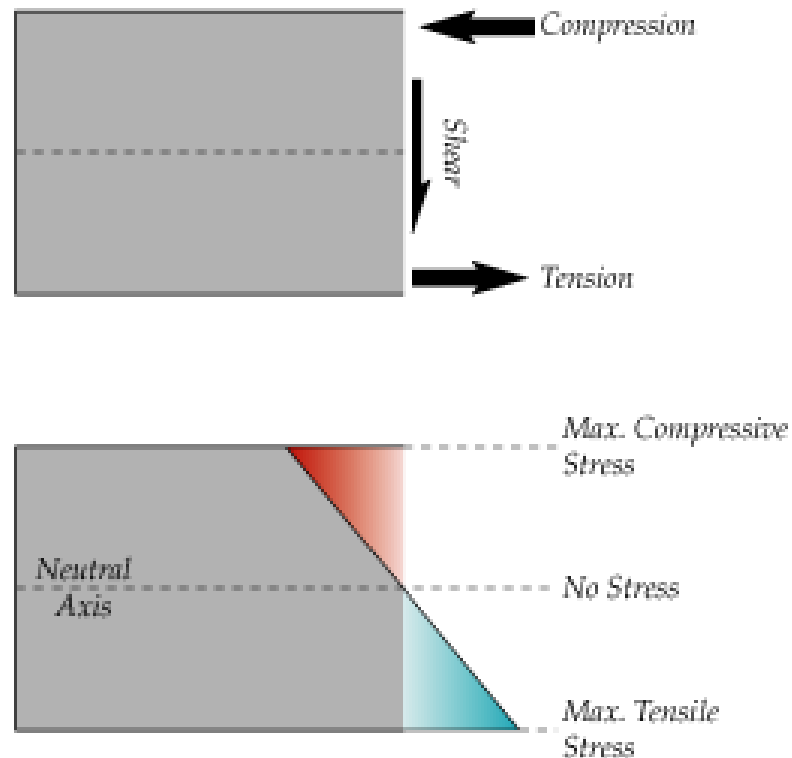 Compression
Shear
Tension
Max. Compressive
Stress
Neutral
Axis
No Stress
Max. Tensile
Stress